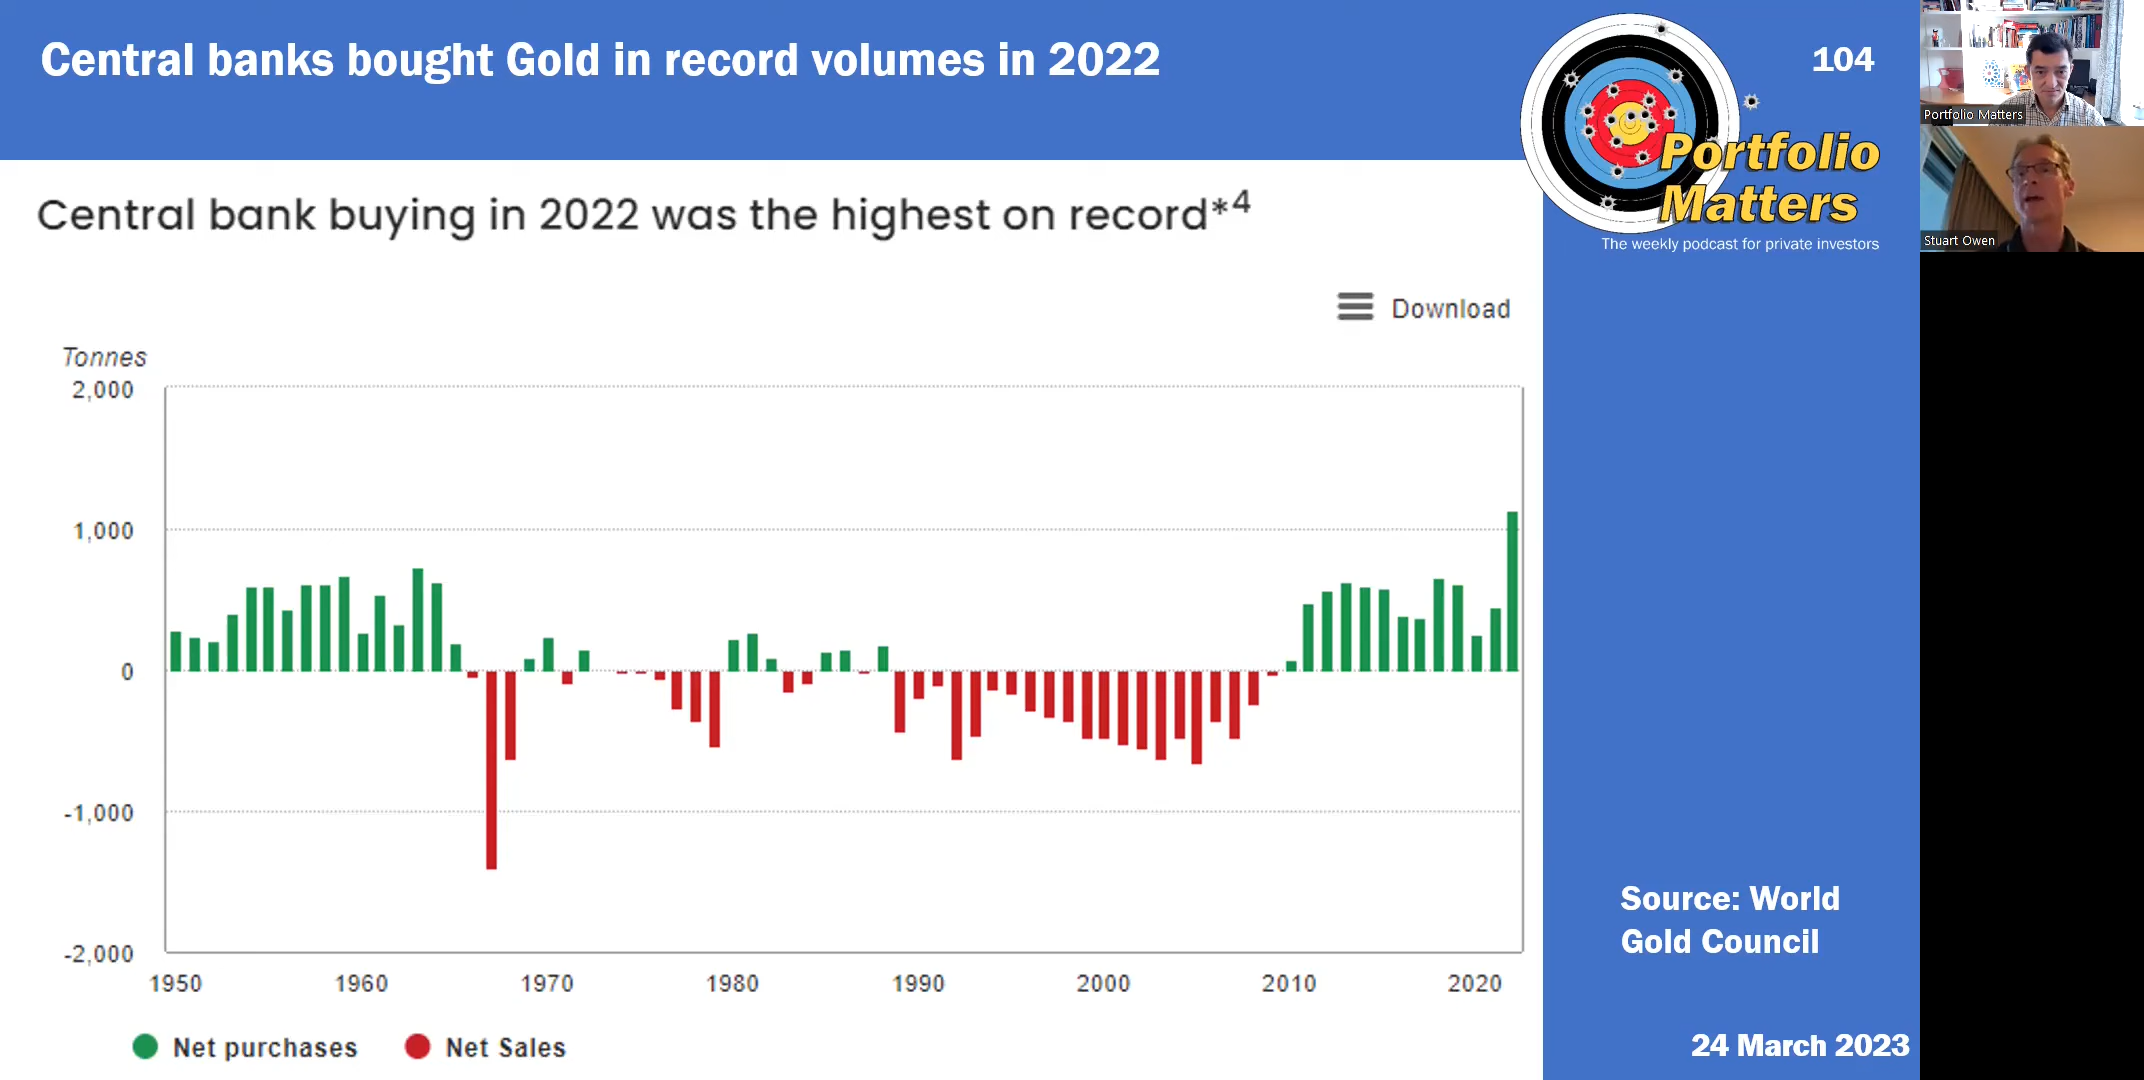 Central banks bought Gold in record volumes in 2022
104
Portfolio
Matters
The weekly podcast for private investors
Portfolio Matters
Stuart Owen
Central bank buying in 2022 was the highest on record*4
Download
Tonnes
2,000
1,000
0
-1,000
-2,000
1950 1960 1970 1980 1990 2000 2010 2020
Net purchases Net Sales
Source: World
Gold Council
24 March 2023